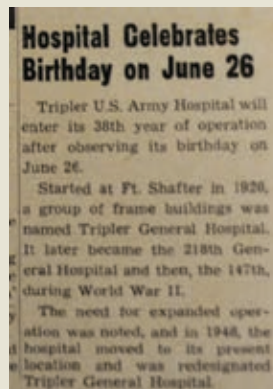 Hospital Celebrates
Birthday on June 26
Tripler U.S. Army Hospital will
enter its 38th year of operation
after observing its birthday on
June 26.
Started at Ft. Shafter in 1920,
a group of frame buildings was
named Tripler General Hospital.
It later became the 218th Gen-
eral Hospital and then, the 147th,
during World War II.
The need for expanded oper-
ation was noted, and in 1948, the
hospital moved to its present
location and was redesignated
Tripler General Hospital.